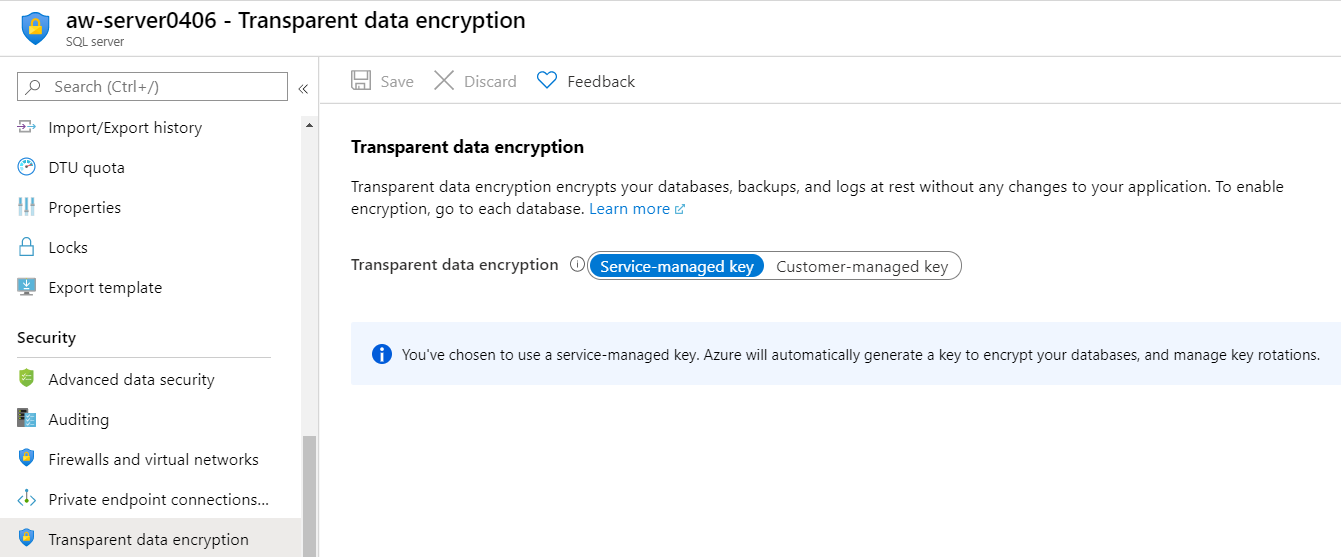 aw-server0406 - Transparent data encryption
SQL server
Search (Ctrl+/)
«
Import/Export history
DTU quota
Properties
Locks
Export template
Security
Advanced data security
Auditing
Firewalls and virtual networks
Private endpoint connections...
Transparent data encryption
Save
Discard
Feedback
Transparent data encryption
Transparent data encryption encrypts your databases, backups, and logs at rest without any changes to your application. To enable
encryption, go to each database. Learn more
Transparent data encryption Service-managed key Customer-managed key
You've chosen to use a service-managed key. Azure will automatically generate a key to encrypt your databases, and manage key rotations.